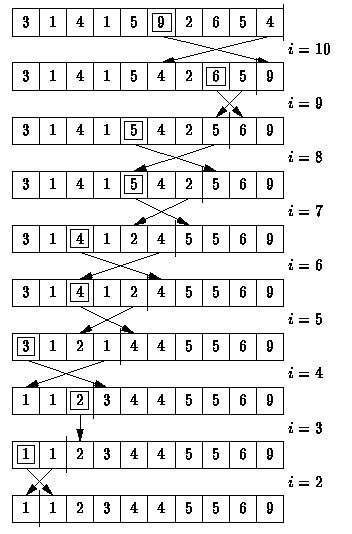 3 1 4 1 5 9 2 6 5 4
i = 10
3 1 4 1 5 4 2 6 5 9
i = 9
3 1 4 1 5 4 2 5 6 9
i = 8
3 1 4 1 5 4 2 5 6 9
i = 7
3 1 4 1 2 4 5 5 6 9
i = 6
3 1 4 1 2 4 5 5 6 9
i = 5
3 1 2 1 4 4 5 5 6 9
i = 4
1 1 2 3 4 4 5 5 6 9
i = 3
1 1 2 3 4 4 5 5 6 9
i = 2
1 1 2 3 4 4 5 5 6 9